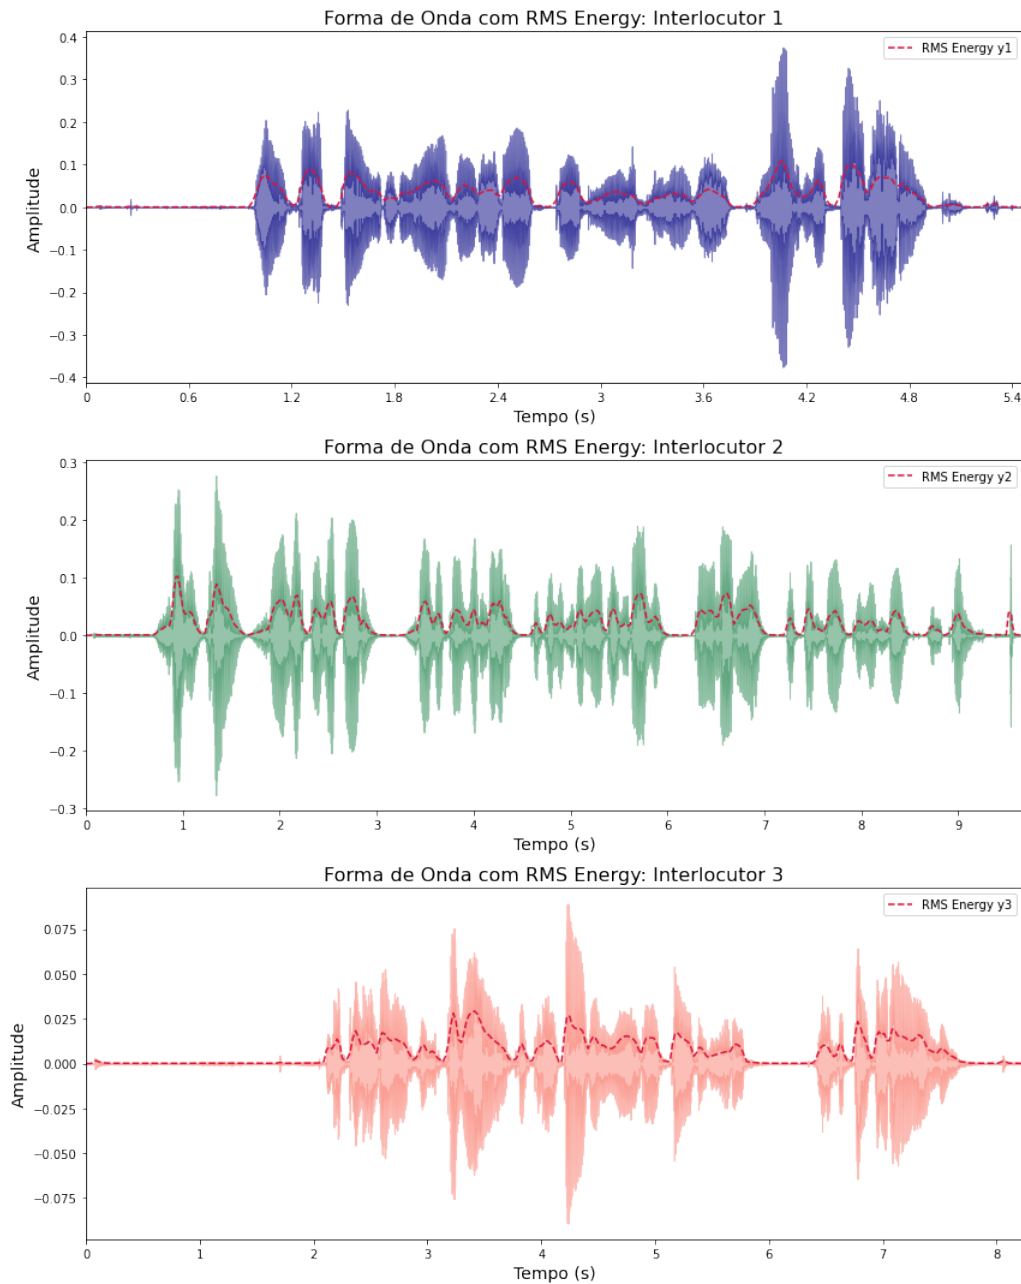 Forma de Onda com RMS Energy: Interlocutor 1
RMS Energy y1
0.4
0.3
0.2
0.1
0.0
−0.1
−0.2
−0.3
−0.4
Amplitude
0 0.6 1.2 1.8 2.4 3 3.6 4.2 4.8 5.4
Tempo (s)
Forma de Onda com RMS Energy: Interlocutor 2
RMS Energy y2
0.3
0.2
0.1
0.0
−0.1
−0.2
−0.3
Amplitude
0 1 2 3 4 5 6 7 8 9
Tempo (s)
Forma de Onda com RMS Energy: Interlocutor 3
RMS Energy y3
0.075
0.050
0.025
0.000
−0.025
−0.050
−0.075
Amplitude
0 1 2 3 4 5 6 7 8
Tempo (s)